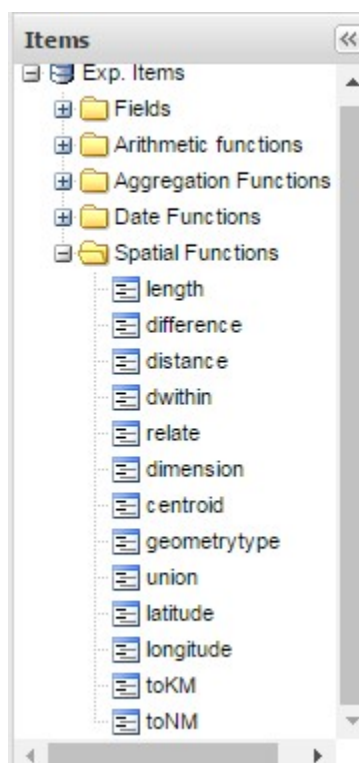 Items
Exp. Items
Fields
Arithmetic functions
Aggregation Functions
Date Functions
Spatial Functions
length
difference
distance
dwithin
relate
dimension
centroid
geometrytype
union
latitude
longitude
toKM
toNM